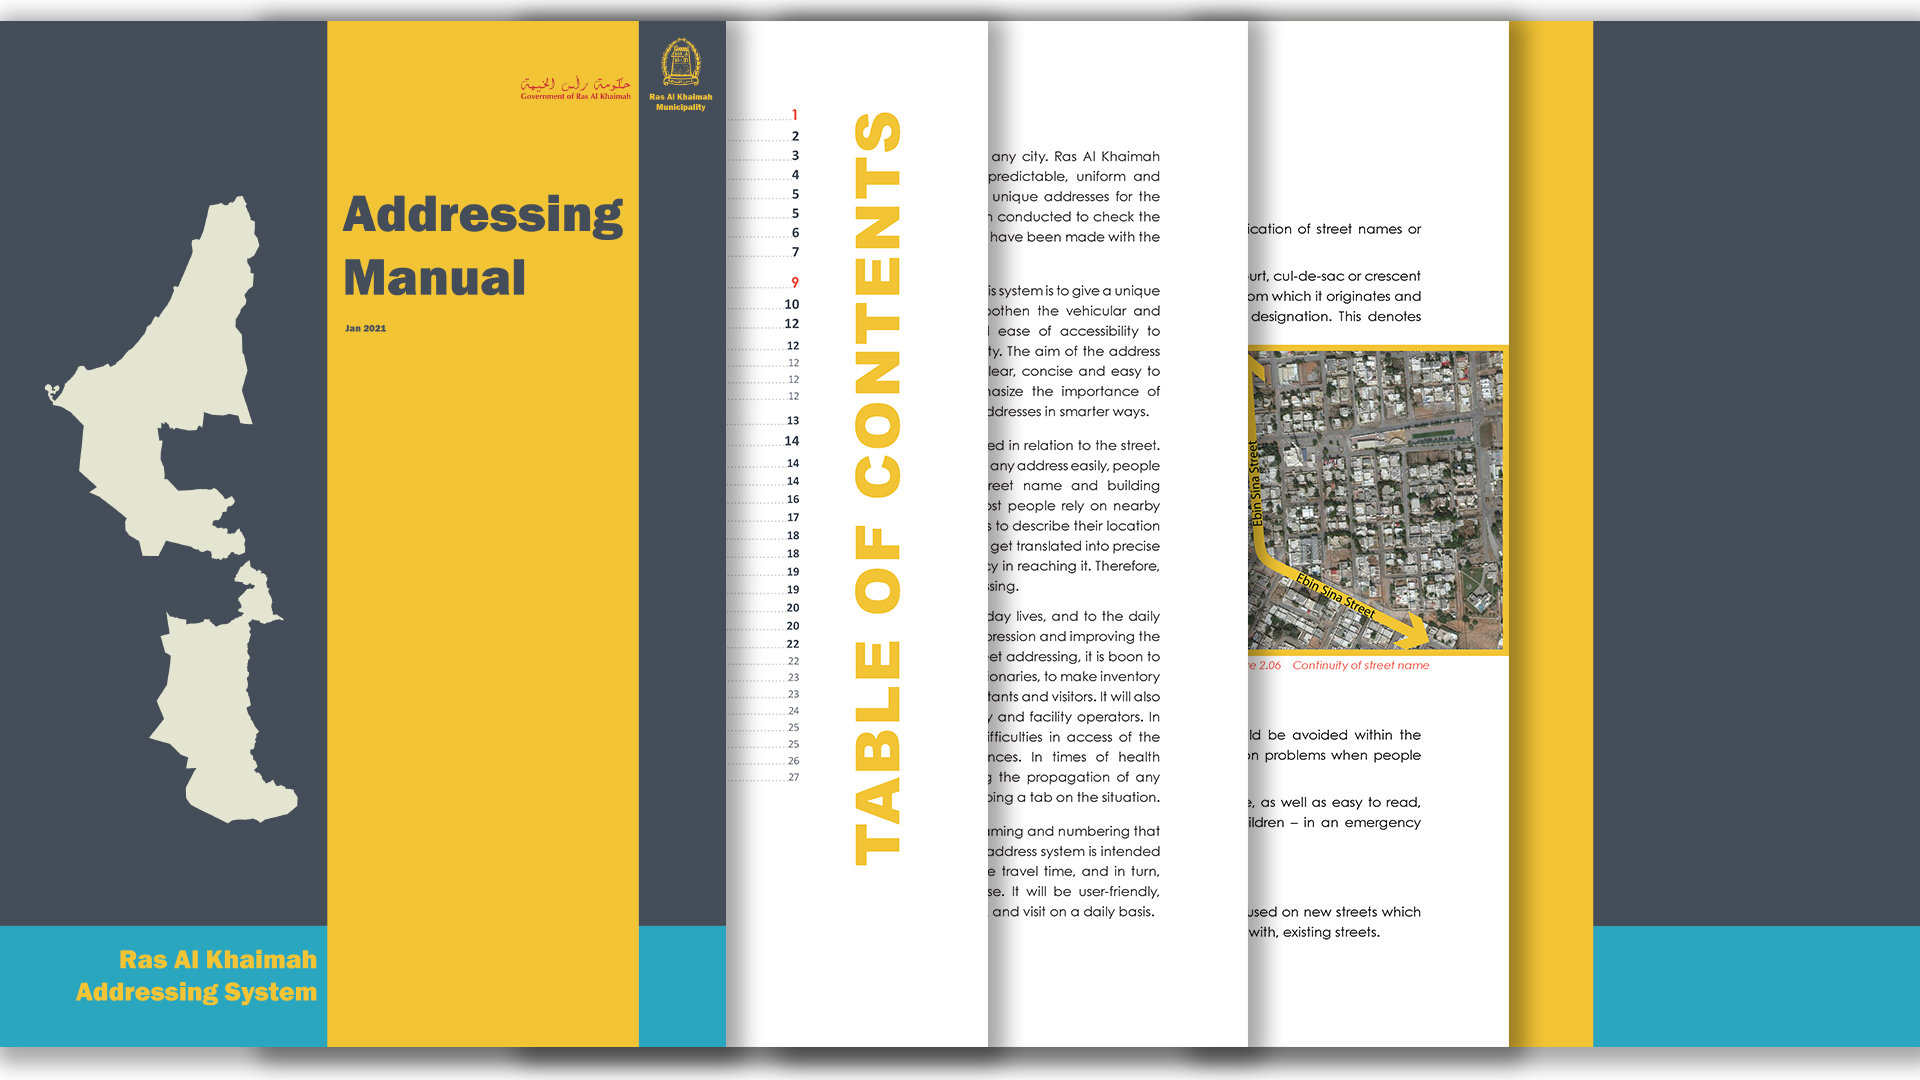 حكومة رأس الخيمة
Government of Ras Al Khaimah
Ras Al Khaimah
Municipality
Addressing
Manual
Jan 2021
Ras Al Khaimah
Addressing System
1
2
3
4
5
5
6
7
9
10
12
12
12
12
12
13
14
14
14
16
17
18
18
19
19
20
20
22
22
23
23
24
25
25
26
27
TABLE OF CONTENTS
any city. Ras Al Khaimah
predictable, uniform and
unique addresses for the
conducted to check the
have been made with the
is system is to give a unique
othen the vehicular and
ease of accessibility to
ty. The aim of the address
lear, concise and easy to
asize the importance of
ddresses in smarter ways.
ed in relation to the street.
any address easily, people
reet name and building
ost people rely on nearby
s to describe their location
get translated into precise
cy in reaching it. Therefore,
ssing.
day lives, and to the daily
pression and improving the
et addressing, it is boon to
onaries, to make inventory
tants and visitors. It will also
y and facility operators. In
ifficulties in access of the
nces. In times of health
g the propagation of any
ping a tab on the situation.
aming and numbering that
address system is intended
e travel time, and in turn,
se. It will be user-friendly,
and visit on a daily basis.
ication of street names or
urt, cul-de-sac or crescent
om which it originates and
designation. This denotes
Ebin Sina Street
Ebin Sina Street
re 2.06 Continuity of street name
ld be avoided within the
on problems when people
e, as well as easy to read,
ildren – in an emergency
used on new streets which
with, existing streets.